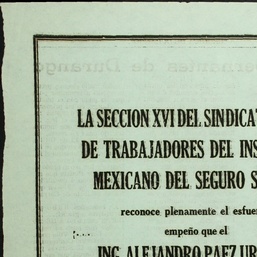 LA SECCION XVI DEL SINDICA
DE TRABAJADORES DEL INS
MEXICANO DEL SEGURO S
reconoce plenamente el esfue
empeño que el
ING. ALEJANDRO PAEZ UR